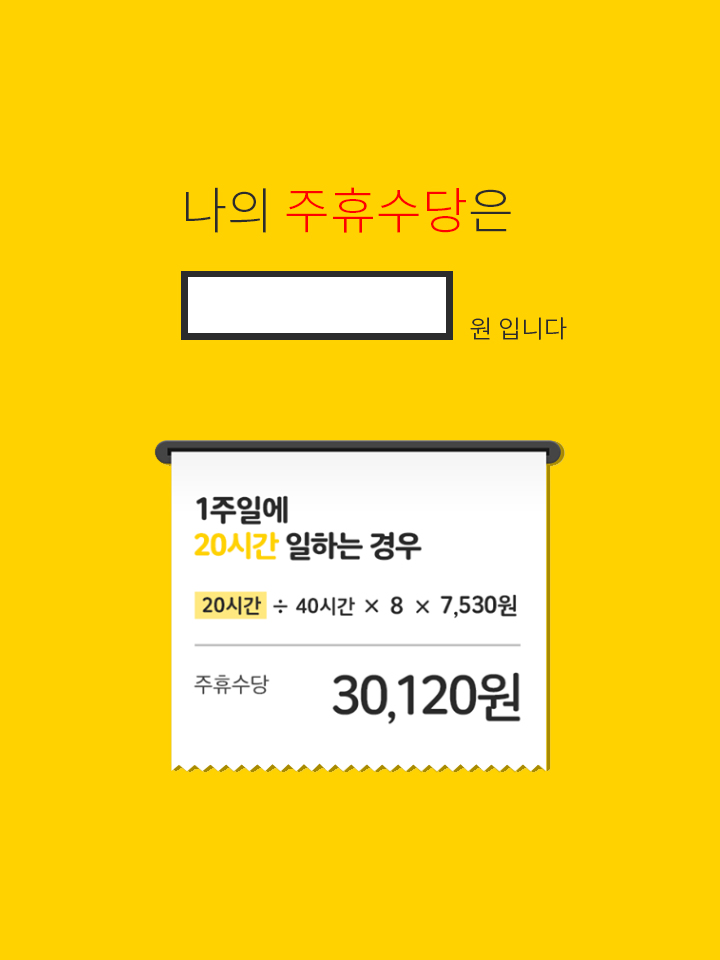 나의 주휴수당은
원 입니다
1주일에
20시간 일하는 경우
20시간 ÷ 40시간 × 8 × 7,530원
주휴수당 30,120원